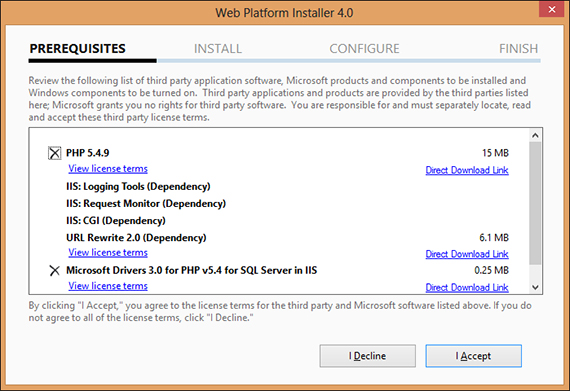 Web Platform Installer 4.0
PREREQUISITES INSTALL CONFIGURE FINISH
Review the following list of third party application software, Microsoft products and components to be installed and
Windows components to be turned on. Third party applications and products are provided by the third parties listed
here; Microsoft grants you no rights for third party software. You are responsible for and must separately locate, read
and accept these third party license terms.
PHP 5.4.9 15 MB
View license terms Direct Download Link
IIS: Logging Tools (Dependency)
IIS: Request Monitor (Dependency)
IIS: CGI (Dependency)
URL Rewrite 2.0 (Dependency) 6.1 MB
View license terms Direct Download Link
Microsoft Drivers 3.0 for PHP v5.4 for SQL Server in IIS 0.25 MB
View license terms Direct Download Link
By clicking "I Accept," you agree to the license terms for the third party and Microsoft software listed above. If you do
not agree to all of the license terms, click "I Decline."
I Decline I Accept